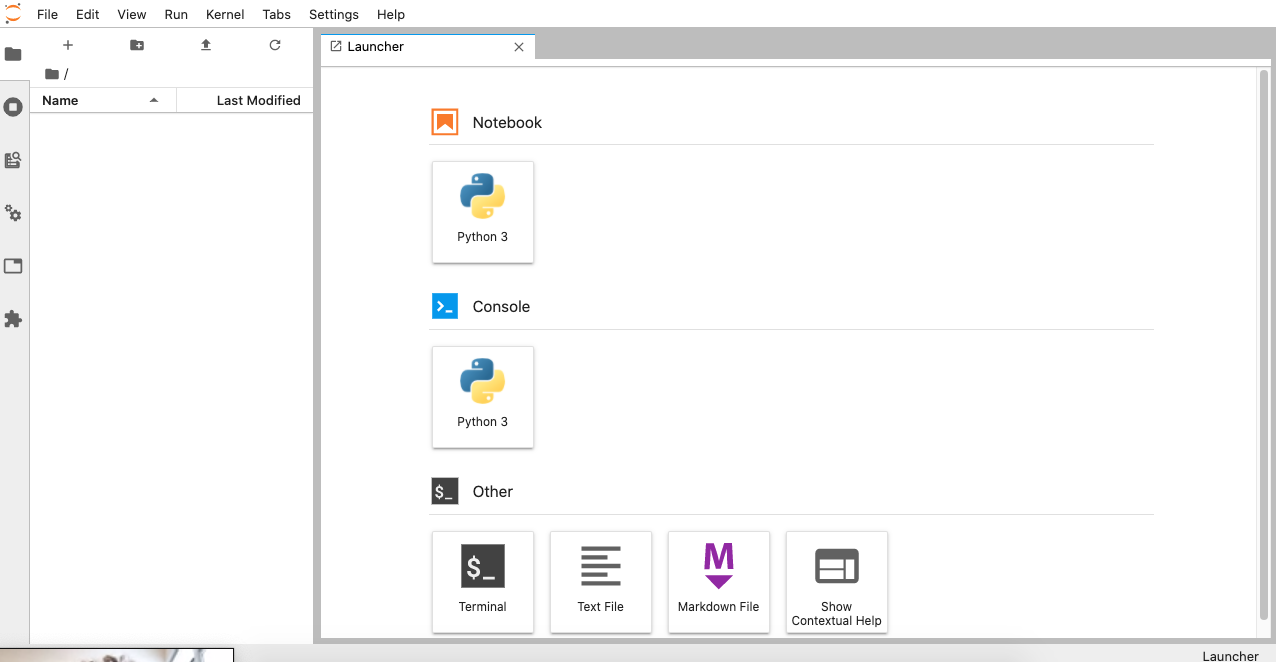 File Edit View Run Kernel Tabs Settings Help
Launcher
/
Name Last Modified
Notebook
Python 3
Console
Python 3
$_ Other
$_
Terminal Text File Markdown File Show
Contextual Help
Launcher